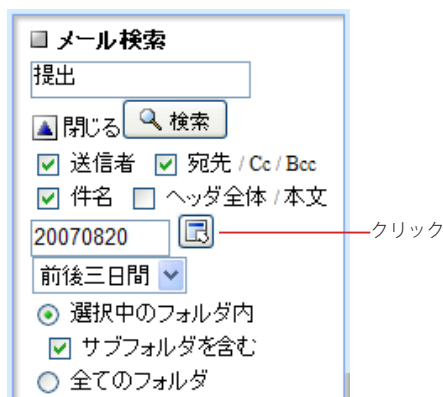 メール検索
提出
閉じる 検索
送信者 宛先 / Cc / Bcc
件名 ヘッダ全体 / 本文
20070820 クリック
前後三日間
選択中のフォルダ内
サブフォルダを含む
全てのフォルダ